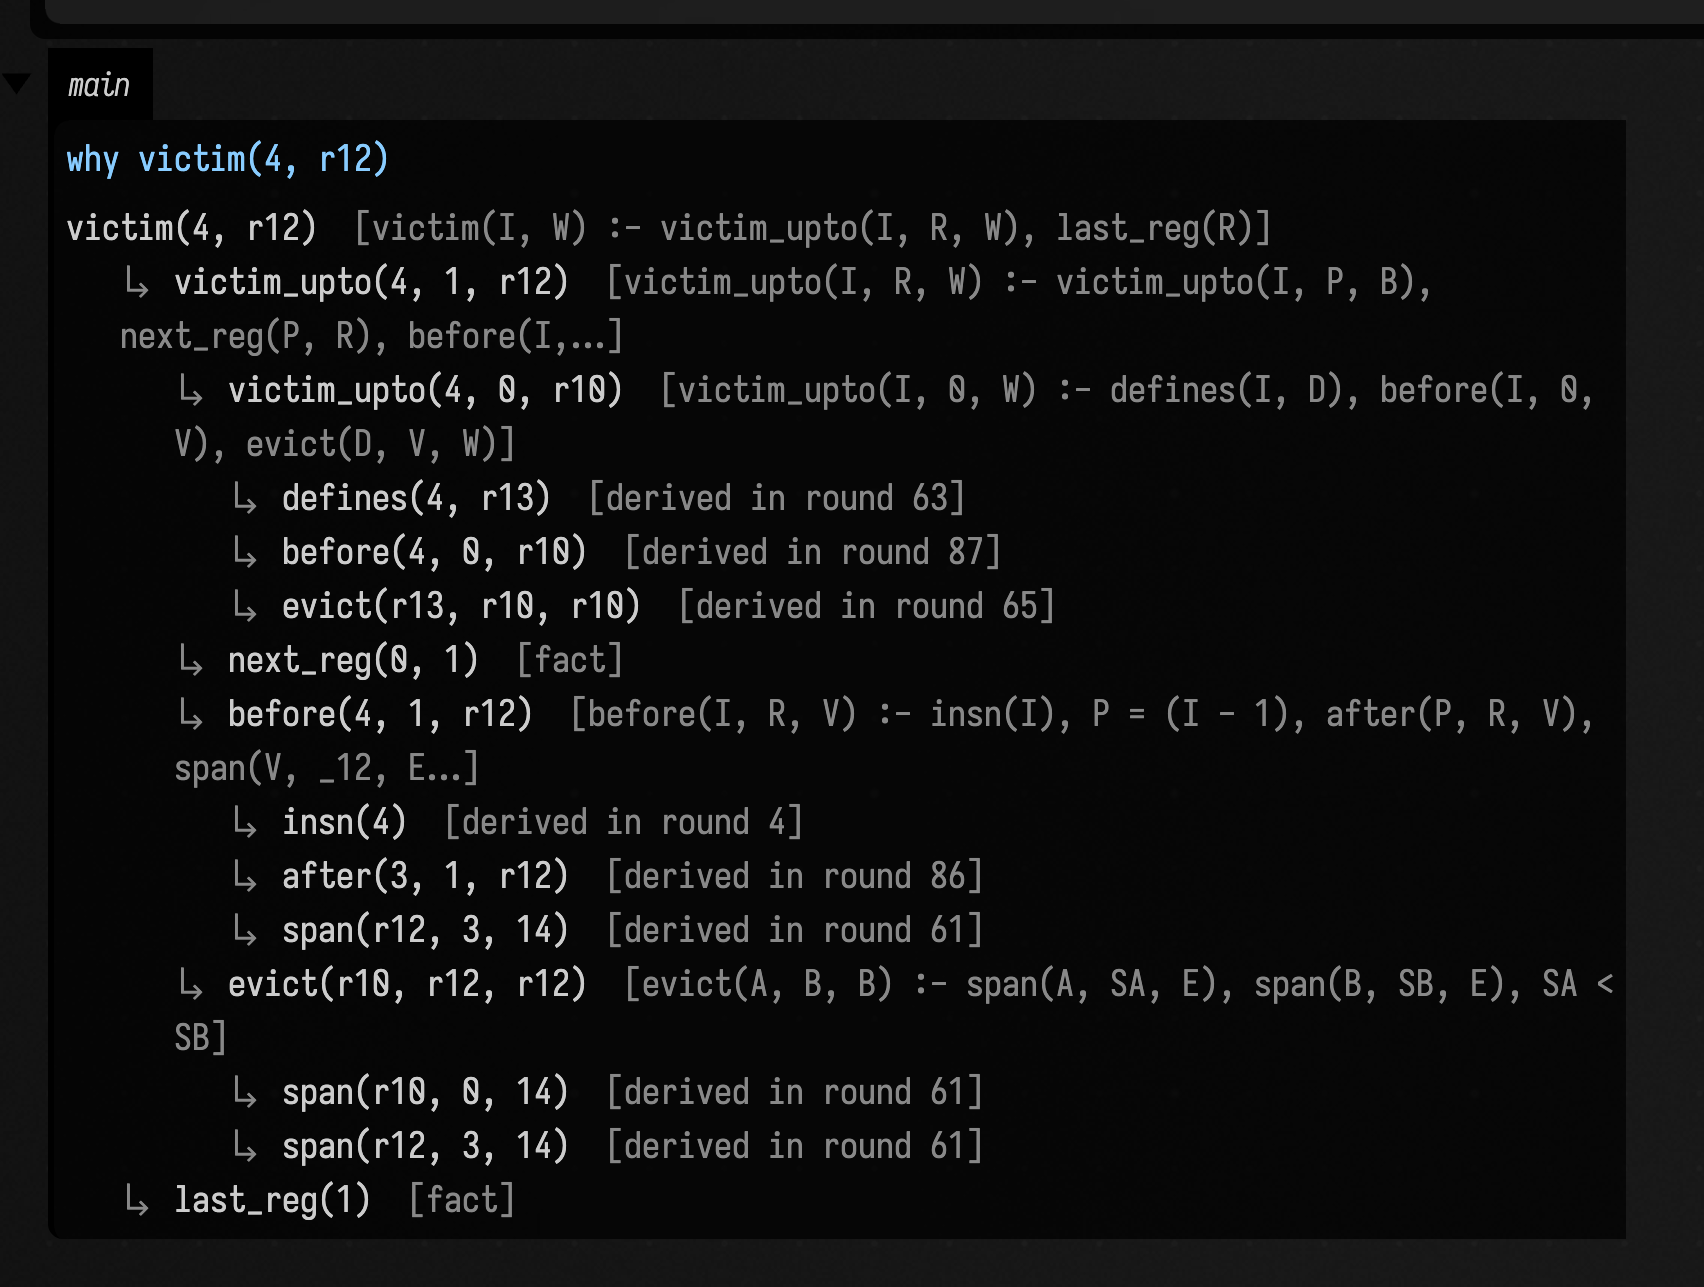 main
why victim(4, r12)
victim(4, r12) [victim(I, W) :- victim_upto(I, R, W), last_reg(R)]
↳ victim_upto(4, 1, r12) [victim_upto(I, R, W) :- victim_upto(I, P, B),
next_reg(P, R), before(I,...]
↳ victim_upto(4, 0, r10) [victim_upto(I, 0, W) :- defines(I, D), before(I, 0,
V), evict(D, V, W)]
↳ defines(4, r13) [derived in round 63]
↳ before(4, 0, r10) [derived in round 87]
↳ evict(r13, r10, r10) [derived in round 65]
↳ next_reg(0, 1) [fact]
↳ before(4, 1, r12) [before(I, R, V) :- insn(I), P = (I - 1), after(P, R, V),
span(V, _12, E...]
↳ insn(4) [derived in round 4]
↳ after(3, 1, r12) [derived in round 86]
↳ span(r12, 3, 14) [derived in round 61]
↳ evict(r10, r12, r12) [evict(A, B, B) :- span(A, SA, E), span(B, SB, E), SA <
SB]
↳ span(r10, 0, 14) [derived in round 61]
↳ span(r12, 3, 14) [derived in round 61]
↳ last_reg(1) [fact]